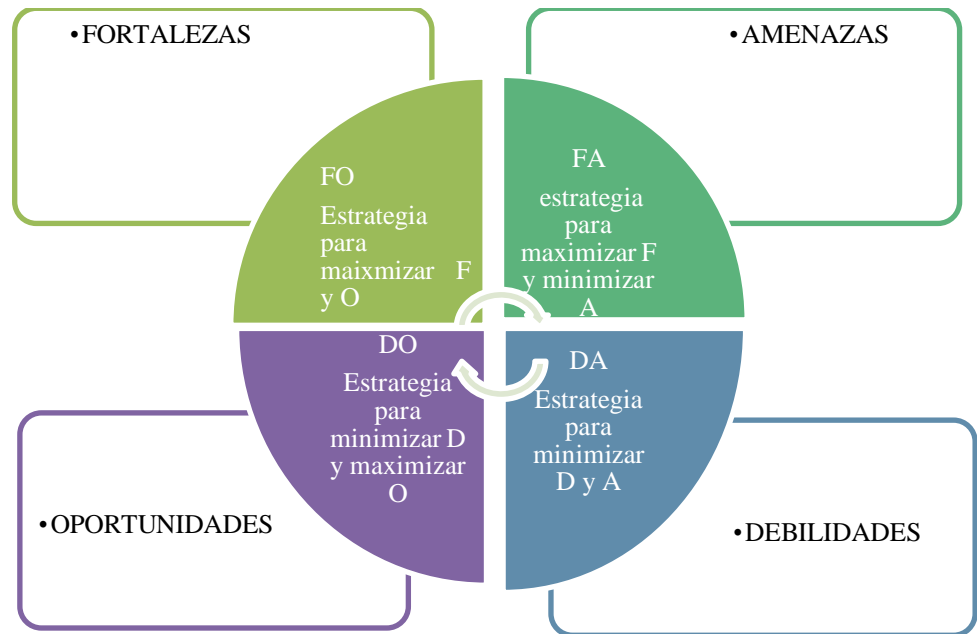 •FORTALEZAS
•AMENAZAS
FO
Estrategia
para
maixmizar F
y O
FA
estrategia
para
maximizar F
y minimizar
A
DO
Estrategia
para
minimizar D
y maximizar
O
DA
Estrategia
para
minimizar
D y A
•OPORTUNIDADES
•DEBILIDADES